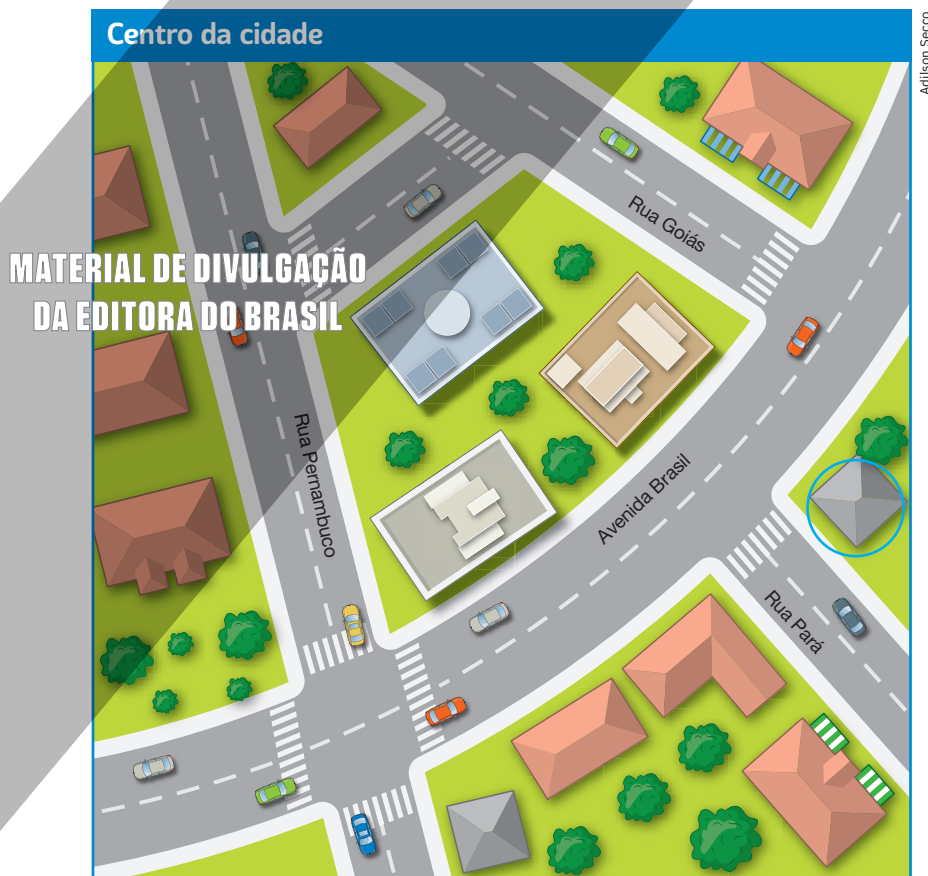 Centro da cidade
Adilson Secco
Rua Goiás
MATERIAL DE DIVULGAÇÃO
DA EDITORA DO BRASIL
Rua Pernambuco
Avenida Brasil
Rua Pará